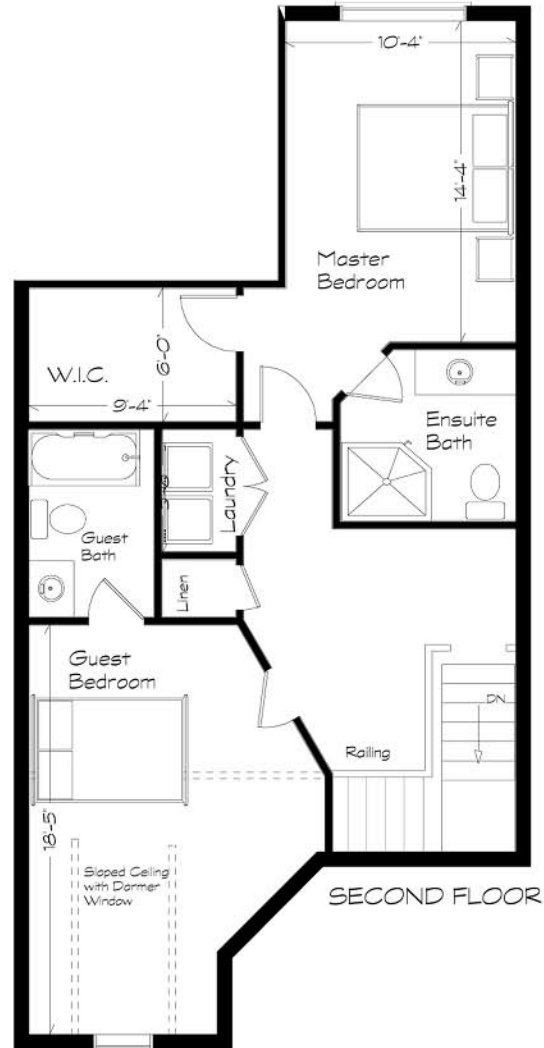 10'-4"
14'-4"
Master
Bedroom
6'-0"
W.I.C.
9'-4"
Ensuite
Bath
Laundry
Guest
Bath
Linen
Guest
Bedroom
DN
Railing
18'-5"
Sloped Ceiling
with Dormer
Window
SECOND FLOOR